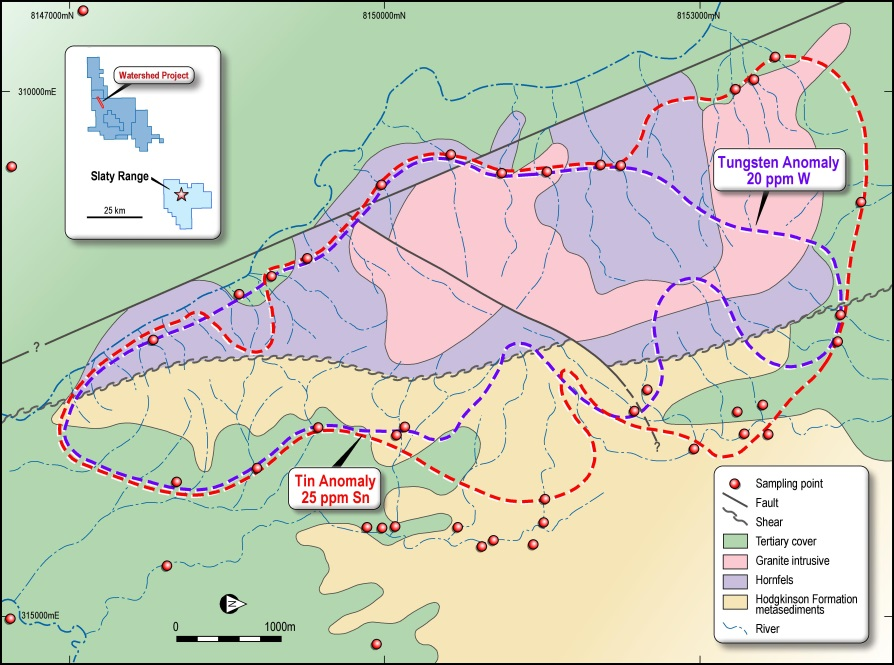 8147000mN
8150000mN
8153000mN
310000mE
Watershed Project
Slaty Range
25 km
Tungsten Anomaly
20 ppm W
?
?
Tin Anomaly
25 ppm Sn
Sampling point
Fault
Shear
Tertiary cover
Granite intrusive
Hornfels
Hodgkinson Formation
metasediments
River
315000mE
N
0
1000m